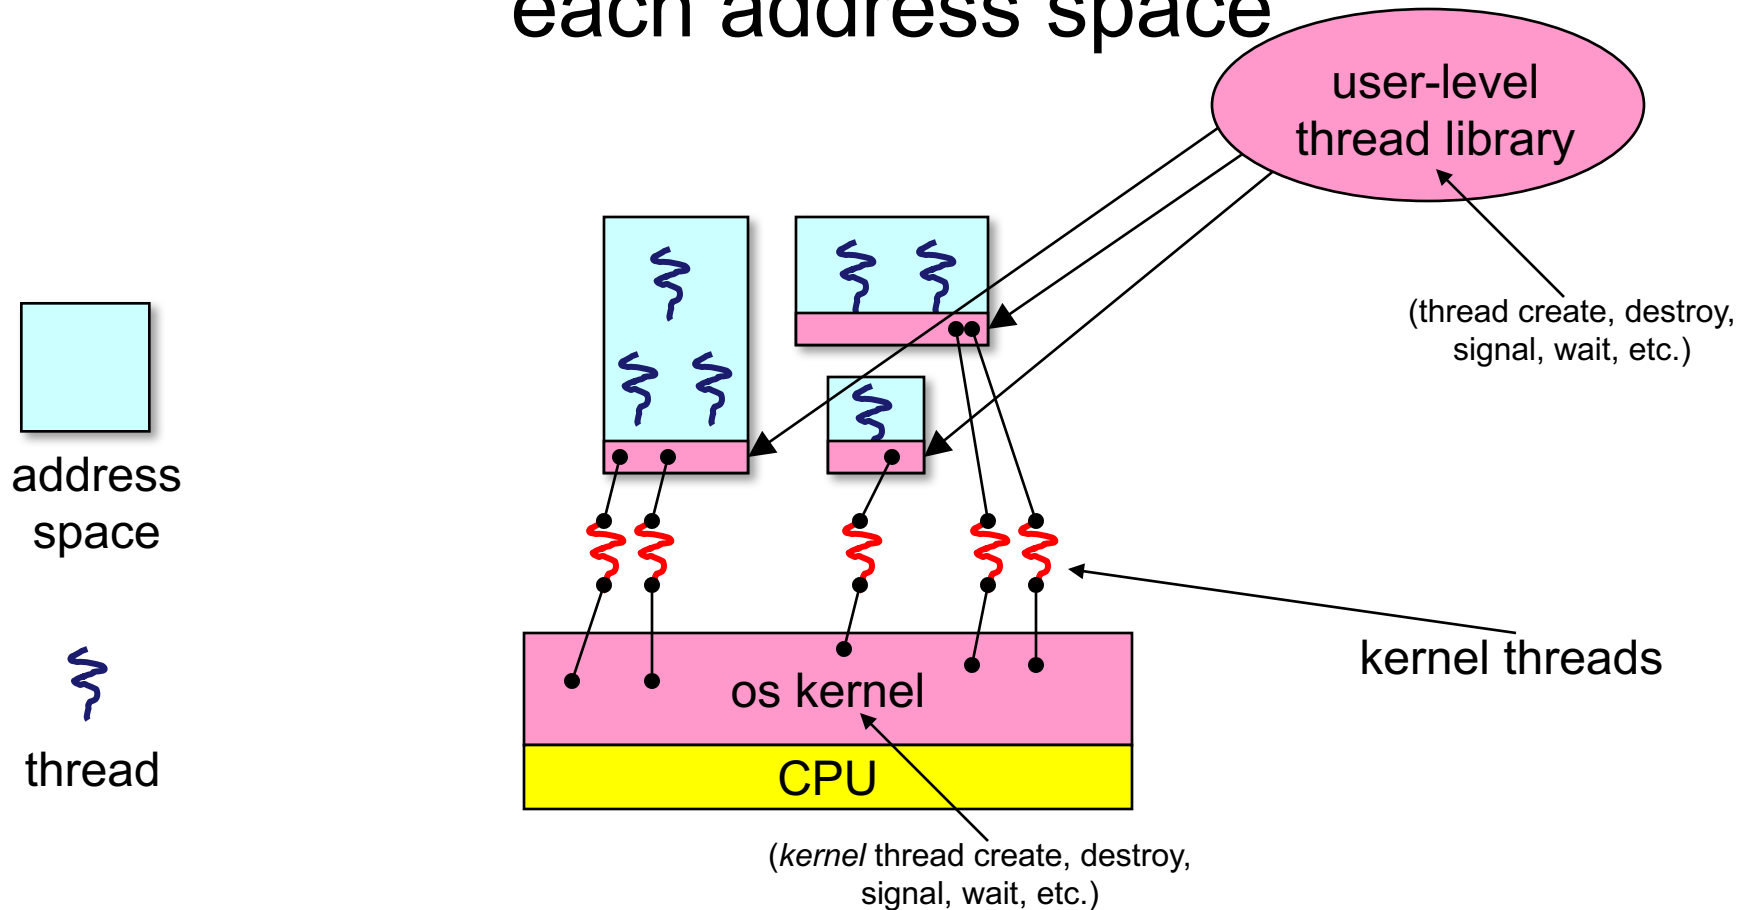 each address space
user-level
thread library
(thread create, destroy,
signal, wait, etc.)
address
space
kernel threads
os kernel
thread
CPU
(kernel thread create, destroy,
signal, wait, etc.)